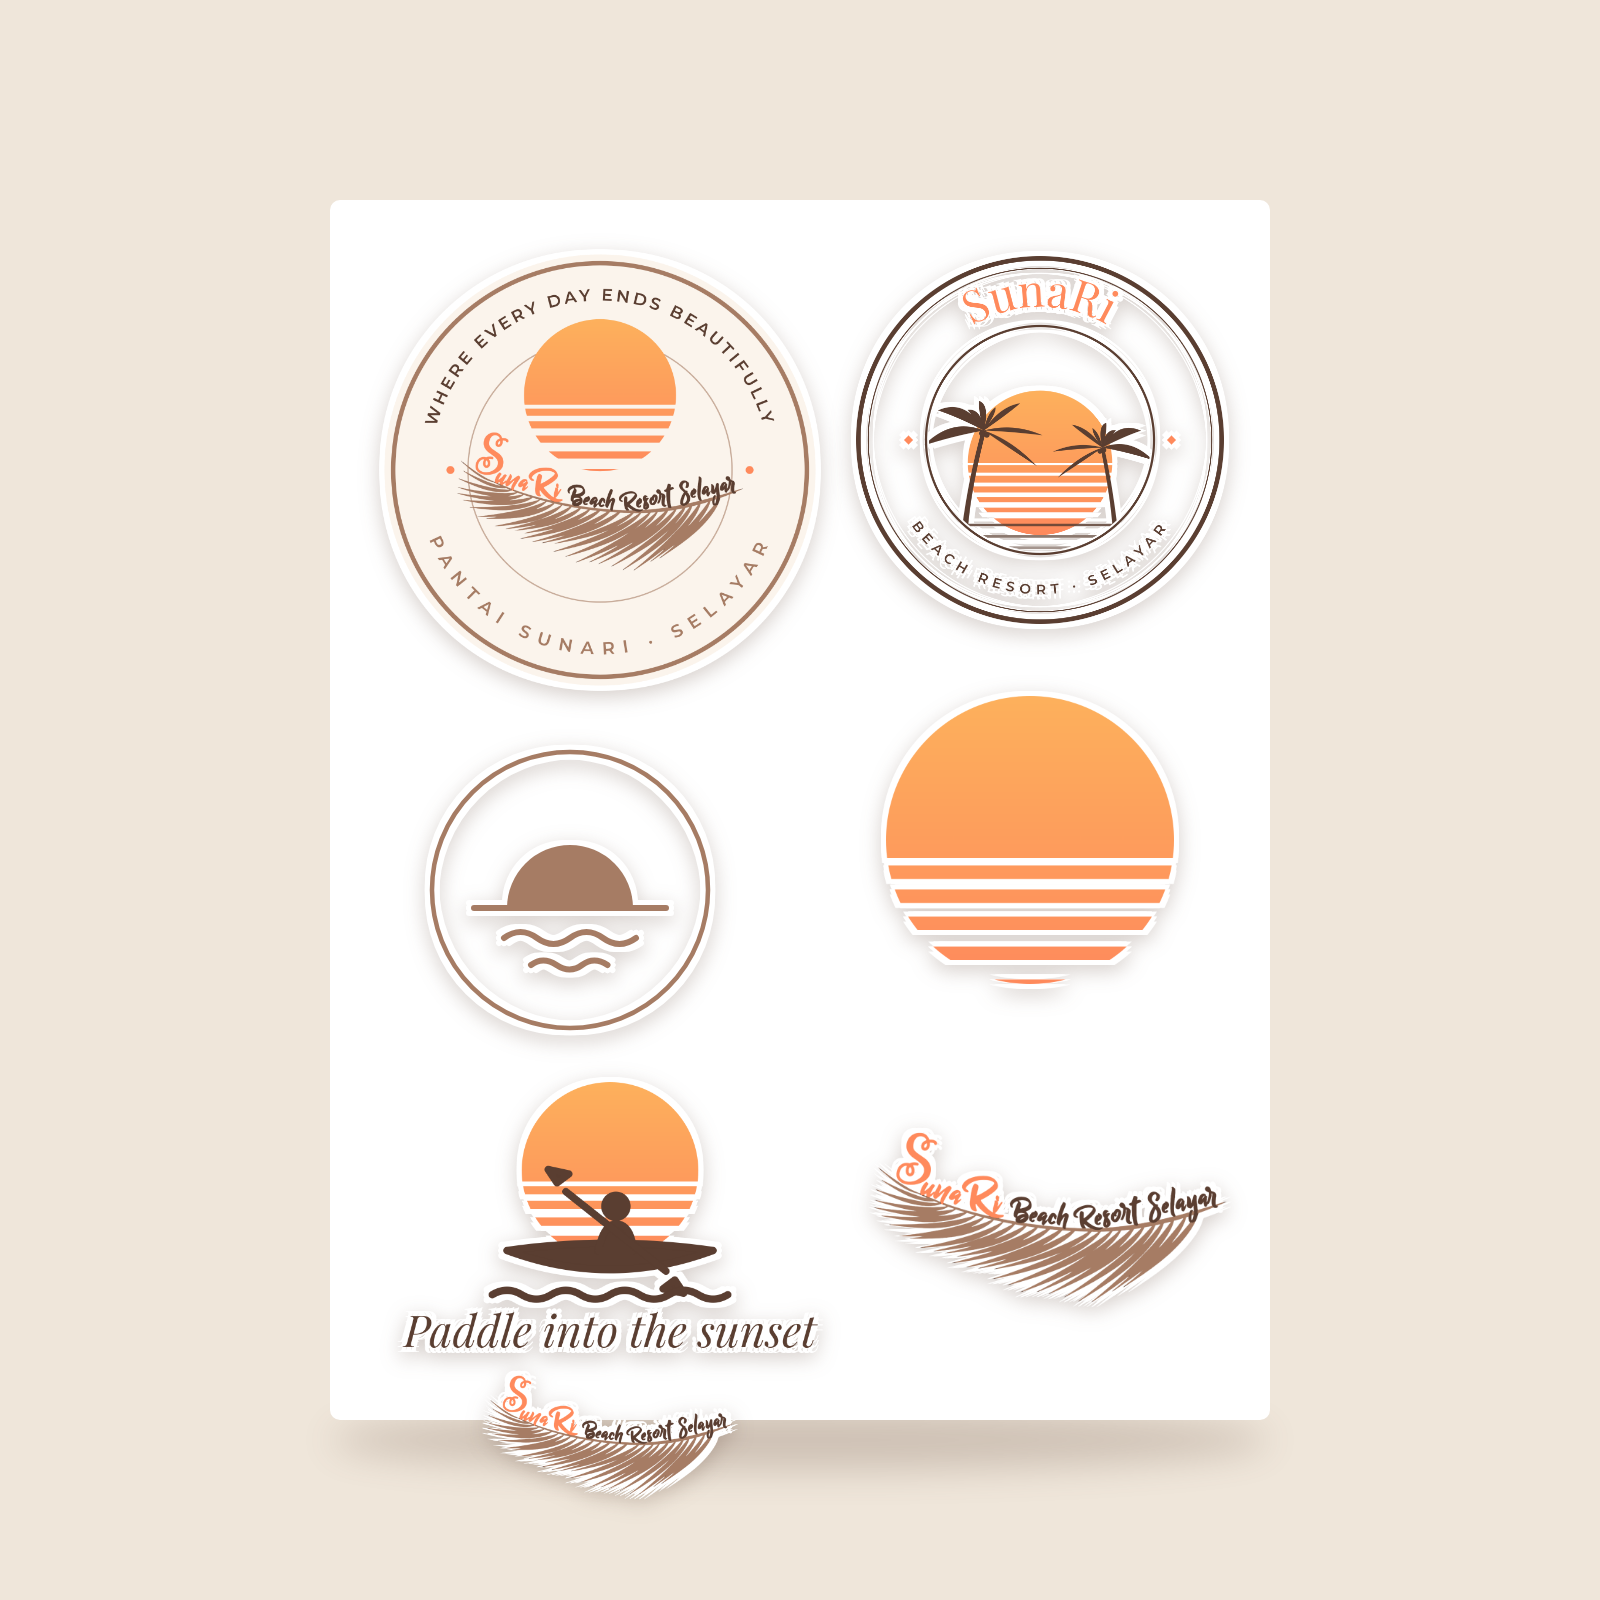 WHERE EVERY DAY ENDS BEAUTIFULLY
SunaRi Beach Resort Selayar
PANTAI SUNARI · SELAYAR
SunaRi
BEACH RESORT · SELAYAR
Paddle into the sunset
SunaRi Beach Resort Selayar
SunaRi Beach Resort Selayar